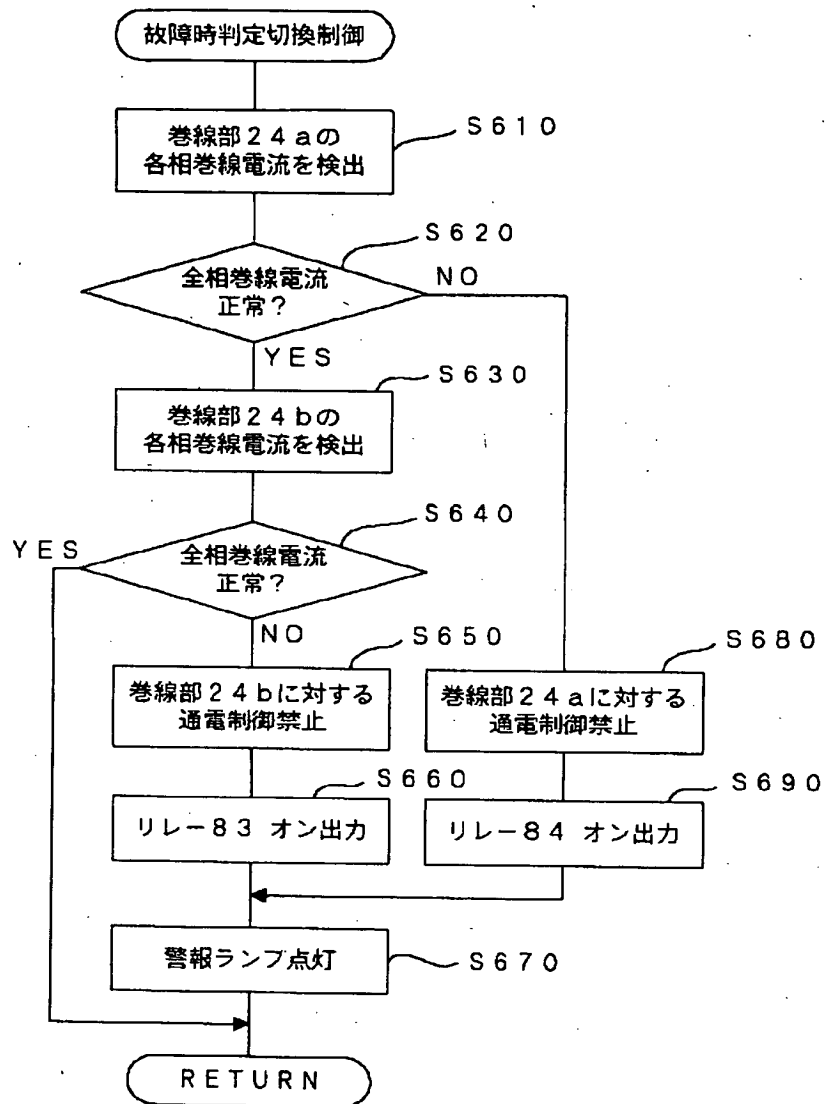 故障時判定切換制御
巻線部24aの
各相巻線電流を検出
S610
S620
全相巻線電流
正常?
NO
YES
S630
巻線部24bの
各相巻線電流を検出
S640
YES
全相巻線電流
正常?
NO
S650
S680
巻線部24bに対する
通電制御禁止
巻線部24aに対する
通電制御禁止
S660
S690
リレー83 オン出力
リレー84 オン出力
警報ランプ点灯
S670
RETURN